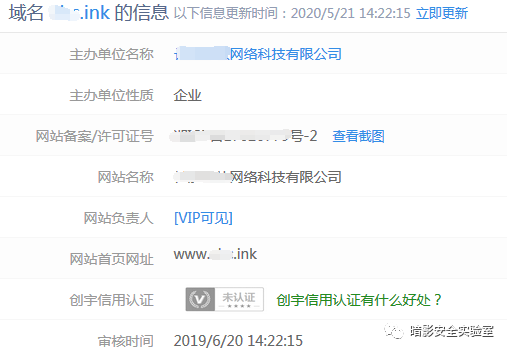 域名 .ink 的信息 以下信息更新时间：2020/5/21 14:22:15 立即更新
主办单位名称 网络科技有限公司
主办单位性质 企业
网站备案/许可证号 号-2 查看截图
网站名称 网络科技有限公司
网站负责人 [VIP可见]
网站首页网址 www. .ink
创宇信用认证 未认证 创宇信用认证有什么好处？
审核时间 2019/6/20 14:22:15
暗影安全实验室